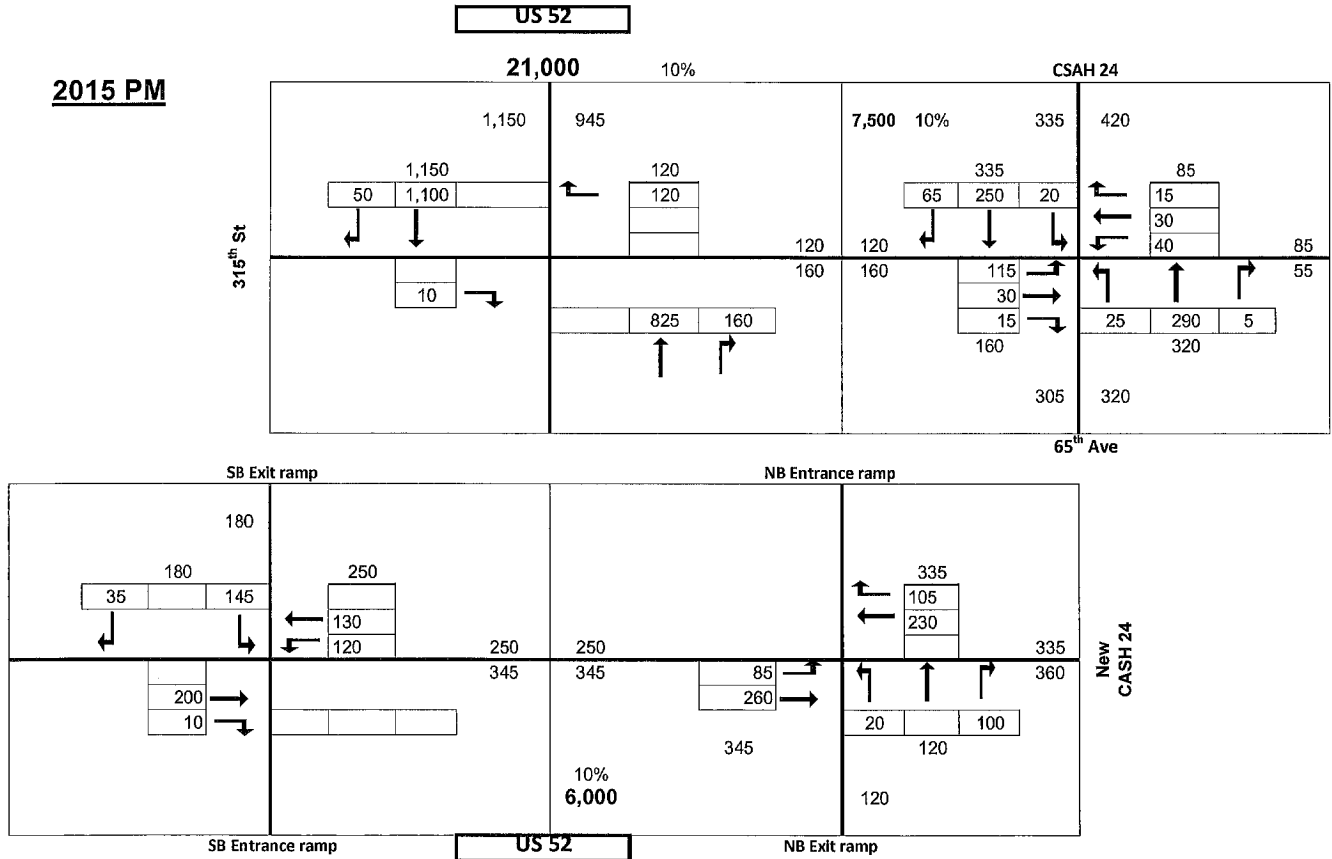 US 52
21,000 10% CSAH 24
2015 PM
1,150 945 7,500 10% 335 420
1,150 120 335 85
50 1,100 120 65 250 20 15
30
40
315th St
120 120 85
160 160 55
10 115
30
15
825 160 25 290 5
160 320
305 320
65th Ave
SB Exit ramp NB Entrance ramp
180
180 250 335
35 145 105
130 230
120
250 250 335
345 345 360
New
CASH 24
200 85
10 260
20 100
345 120
10%
6,000 120
SB Entrance ramp US 52 NB Exit ramp